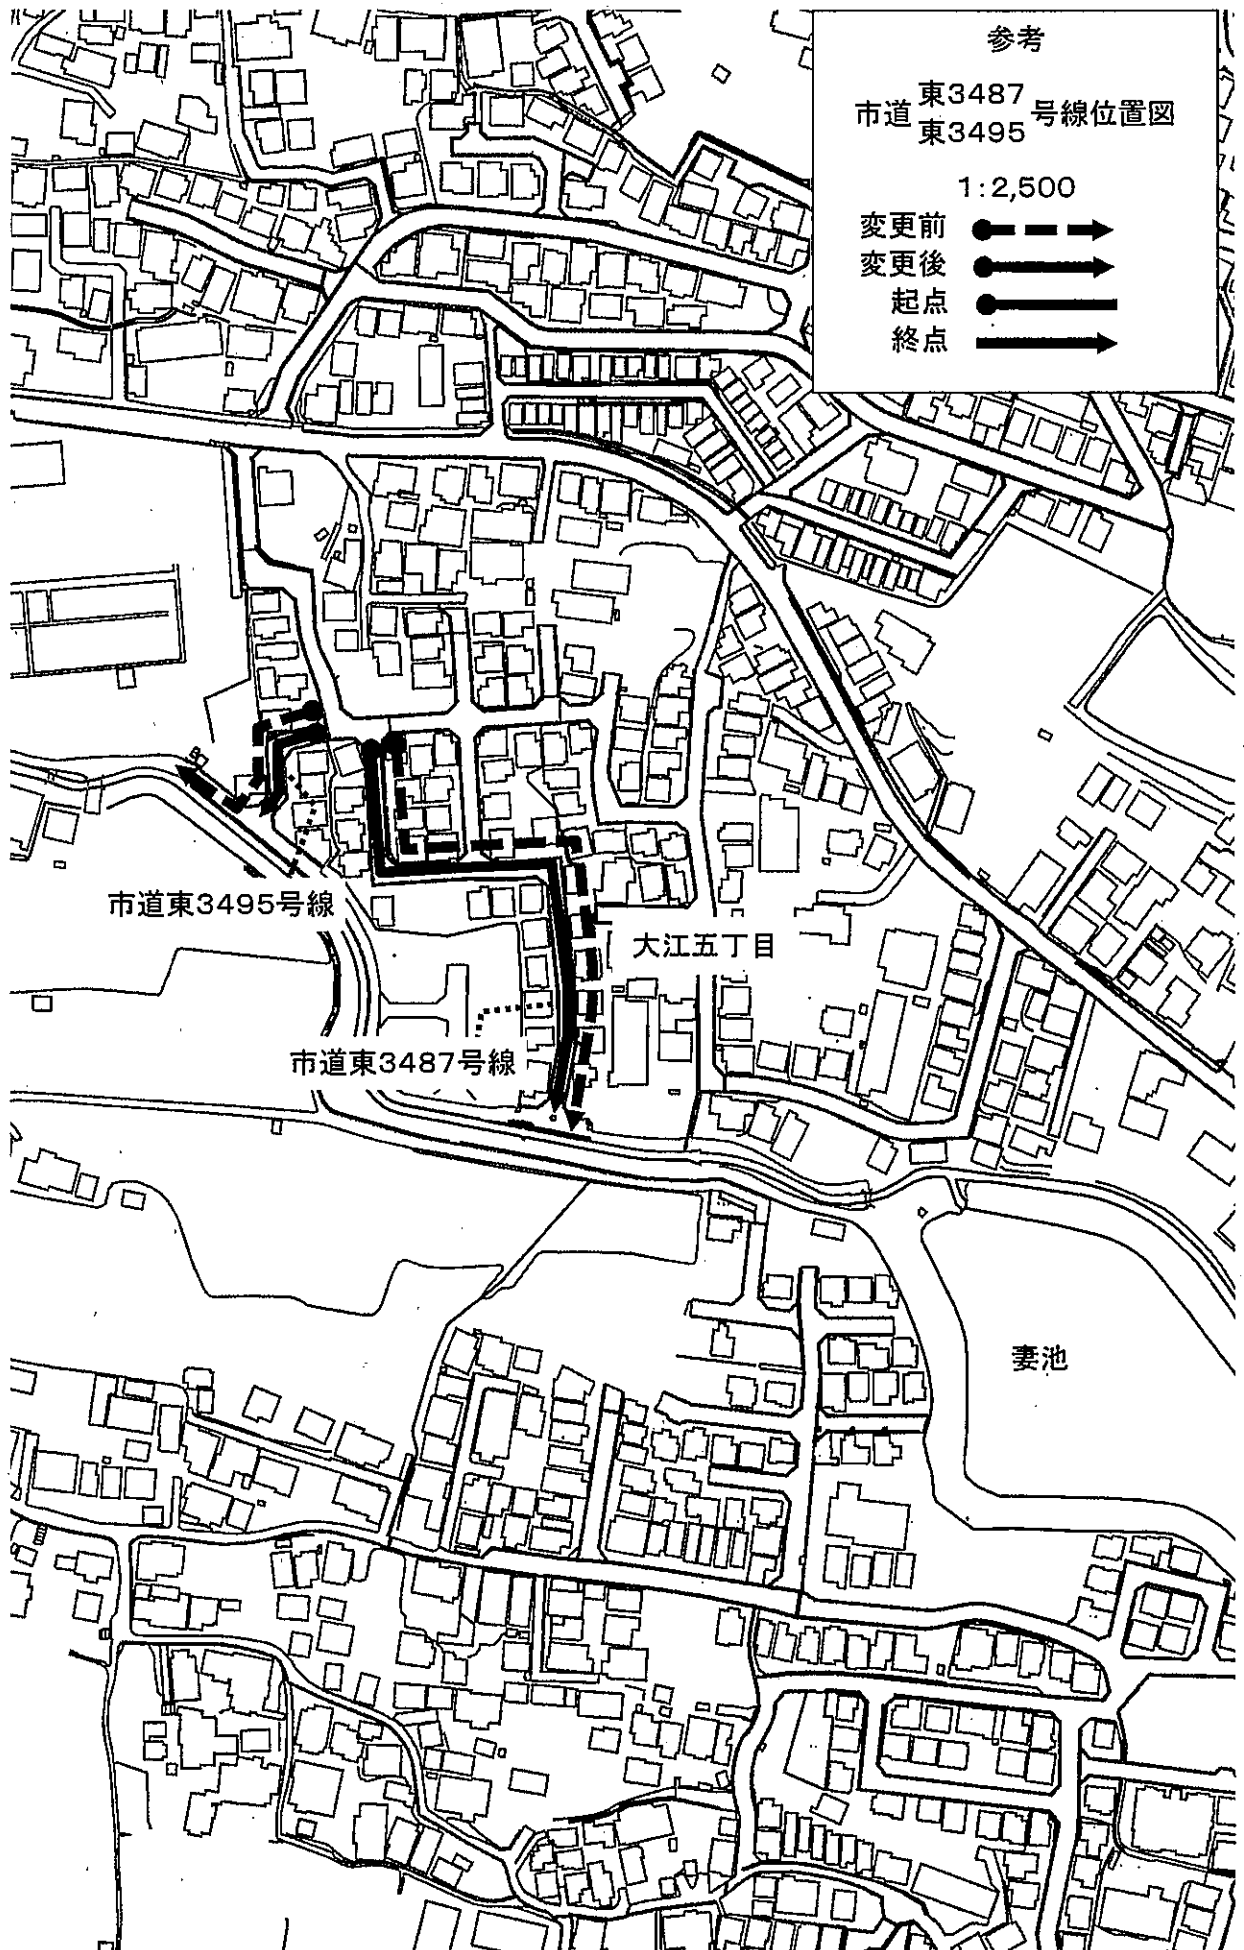 参考
市道 東3487 号線位置図
東3495
1:2,500
変更前
変更後
起点
終点
市道東3495号線
大江五丁目
市道東3487号線
妻池